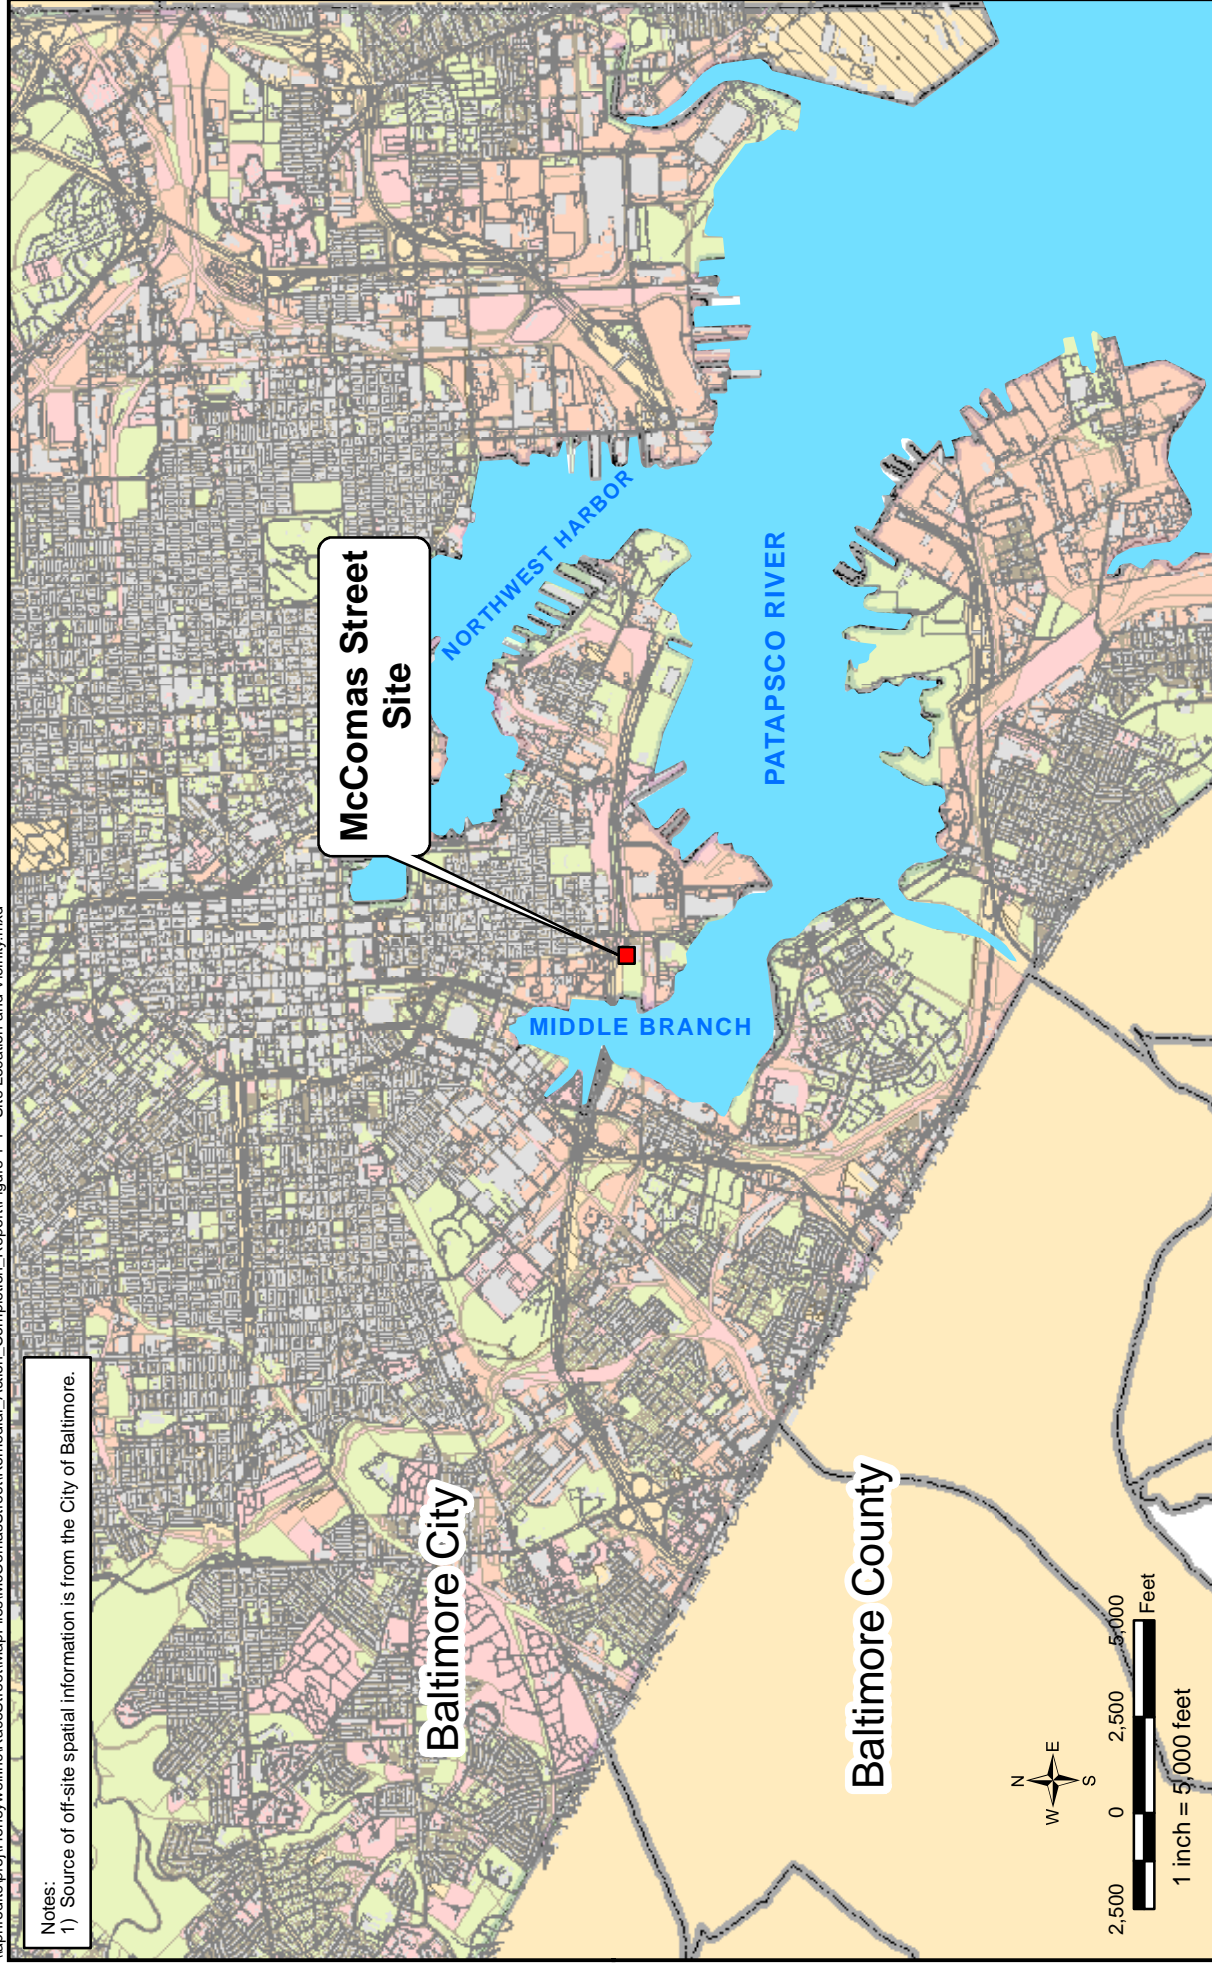 Notes:
1) Source of off-site spatial information is from the City of Baltimore.
McComas Street
Site
NORTHWEST HARBOR
PATAPSCO RIVER
MIDDLE BRANCH
Baltimore City
Baltimore County
N
W
E
S
2,500
0
2,500
5,000
Feet
1 inch = 5,000 feet